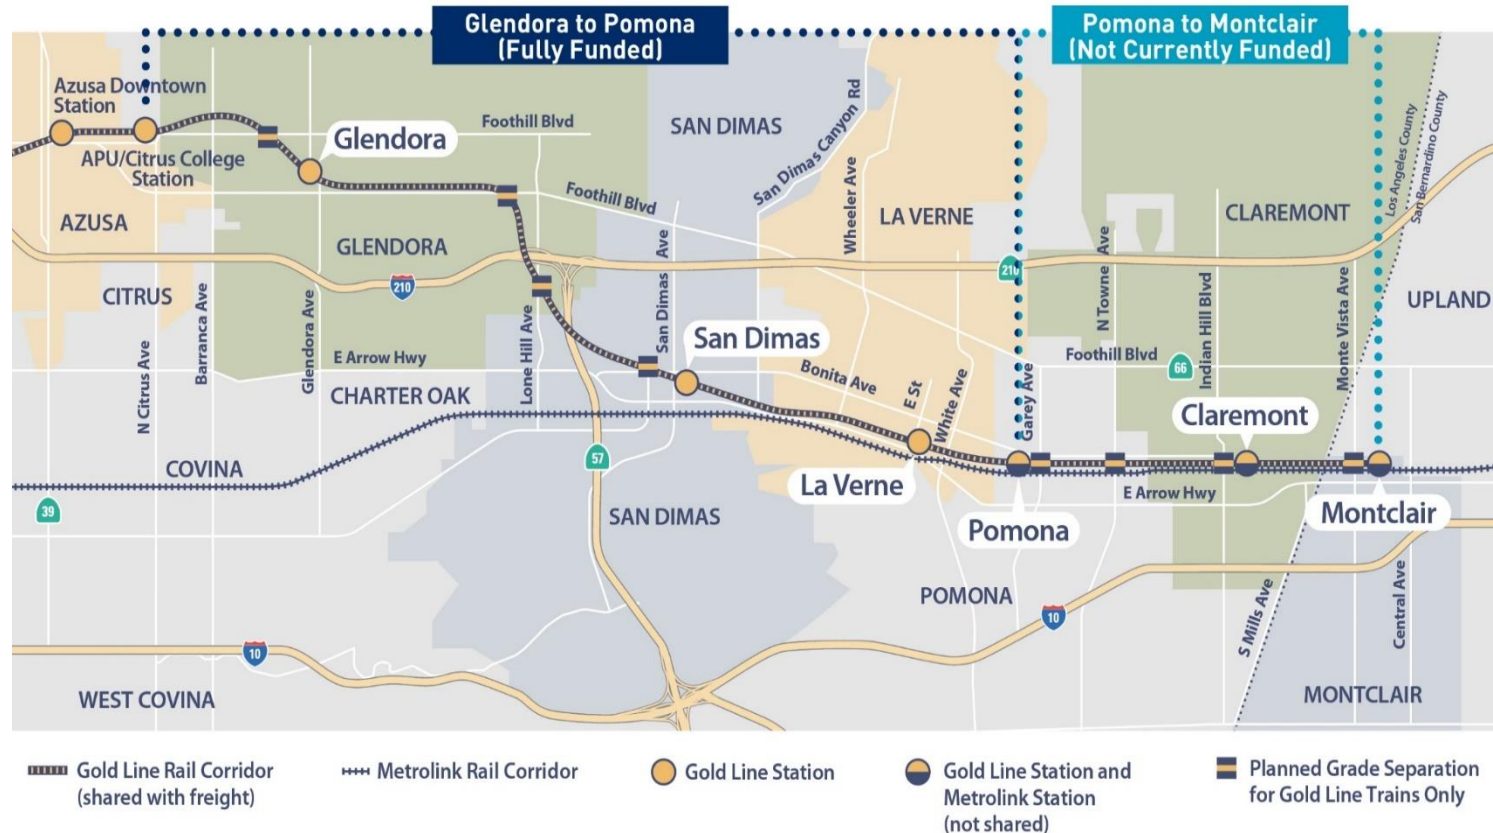 Glendora to Pomona
(Fully Funded)
Pomona to Montclair
(Not Currently Funded)
Azusa Downtown
Station
APU/Citrus College
Station
Glendora
Foothill Blvd
SAN DIMAS
San Dimas Canyon Rd
Wheeler Ave
LA VERNE
CLAREMONT
Los Angeles County
San Bernardino County
Foothill Blvd
AZUSA
GLENDORA
210
210
CITRUS
UPLAND
N Citrus Ave
Barranca Ave
Glendora Ave
Lone Hill Ave
San Dimas Ave
N Towne Ave
Indian Hill Blvd
Monte Vista Ave
E Arrow Hwy
San Dimas
Bonita Ave
E St
White Ave
Garey Ave
Foothill Blvd
66
CHARTER OAK
Claremont
COVINA
57
La Verne
E Arrow Hwy
39
SAN DIMAS
Pomona
Montclair
POMONA
10
10
S Mills Ave
Central Ave
WEST COVINA
MONTCLAIR
Gold Line Rail Corridor
(shared with freight)
Metrolink Rail Corridor
Gold Line Station
Gold Line Station and
Metrolink Station
(not shared)
Planned Grade Separation
for Gold Line Trains Only